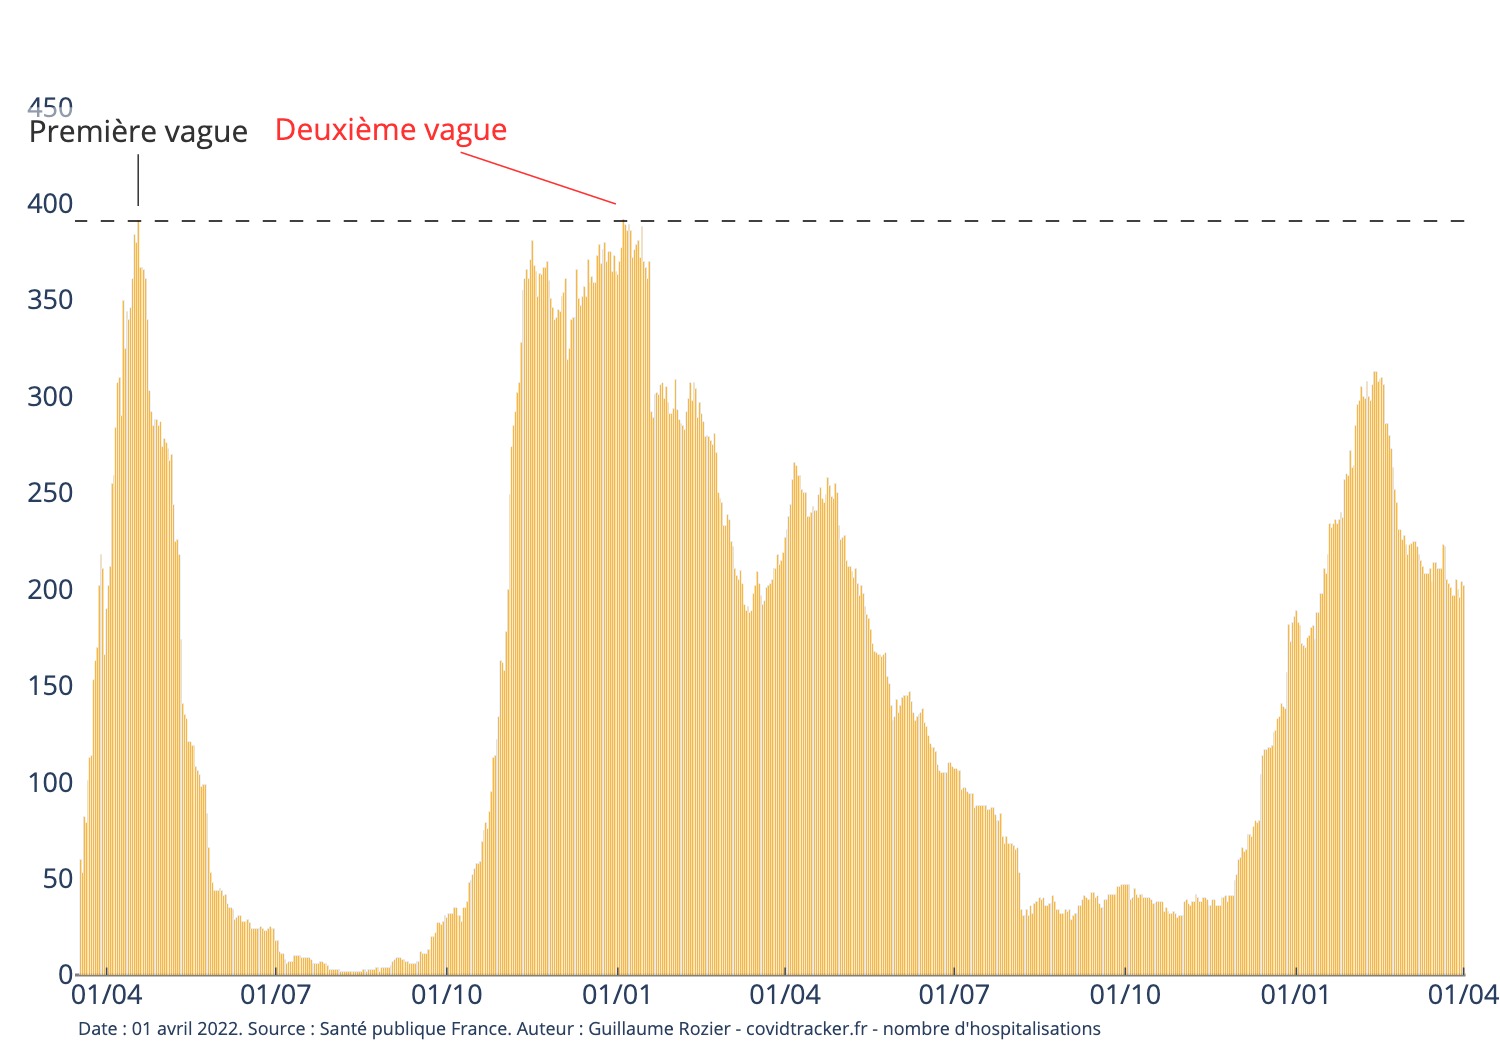 450
Première vague
Deuxième vague
400
350
300
250
200
150
100
50
0
01/04 01/07 01/10 01/01 01/04 01/07 01/10 01/01 01/04
Date : 01 avril 2022. Source : Santé publique France. Auteur : Guillaume Rozier - covidtracker.fr - nombre d'hospitalisations